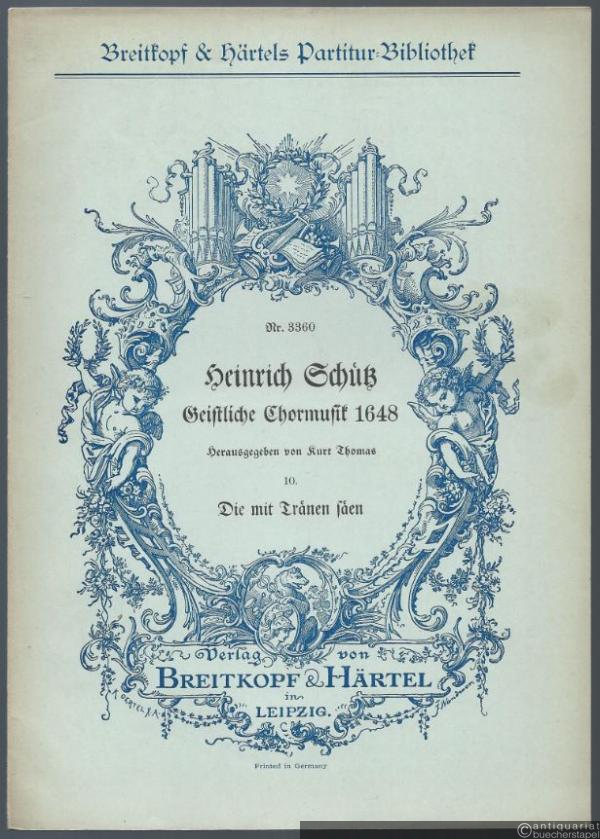 Breitkopf & Härtels Partitur-Bibliothek
Nr. 3360
Heinrich Schütz
Geistliche Chormusik 1648
Herausgegeben von Kurt Thomas
10.
Die mit Tränen säen
Verlag von
BREITKOPF & HÄRTEL
in
LEIPZIG.
Printed in Germany
©antiquariat
buecherstapel